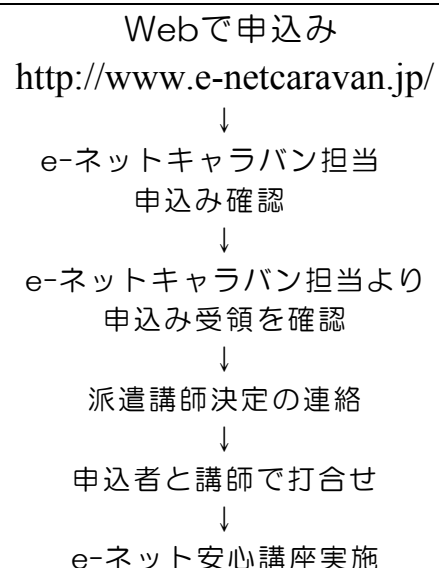 Webで申込み
http://www.e-netcaravan.jp/
↓
e-ネットキャラバン担当
申込み確認
↓
e-ネットキャラバン担当より
申込み受領を確認
↓
派遣講師決定の連絡
↓
申込者と講師で打合せ
↓
e-ネット安心講座実施